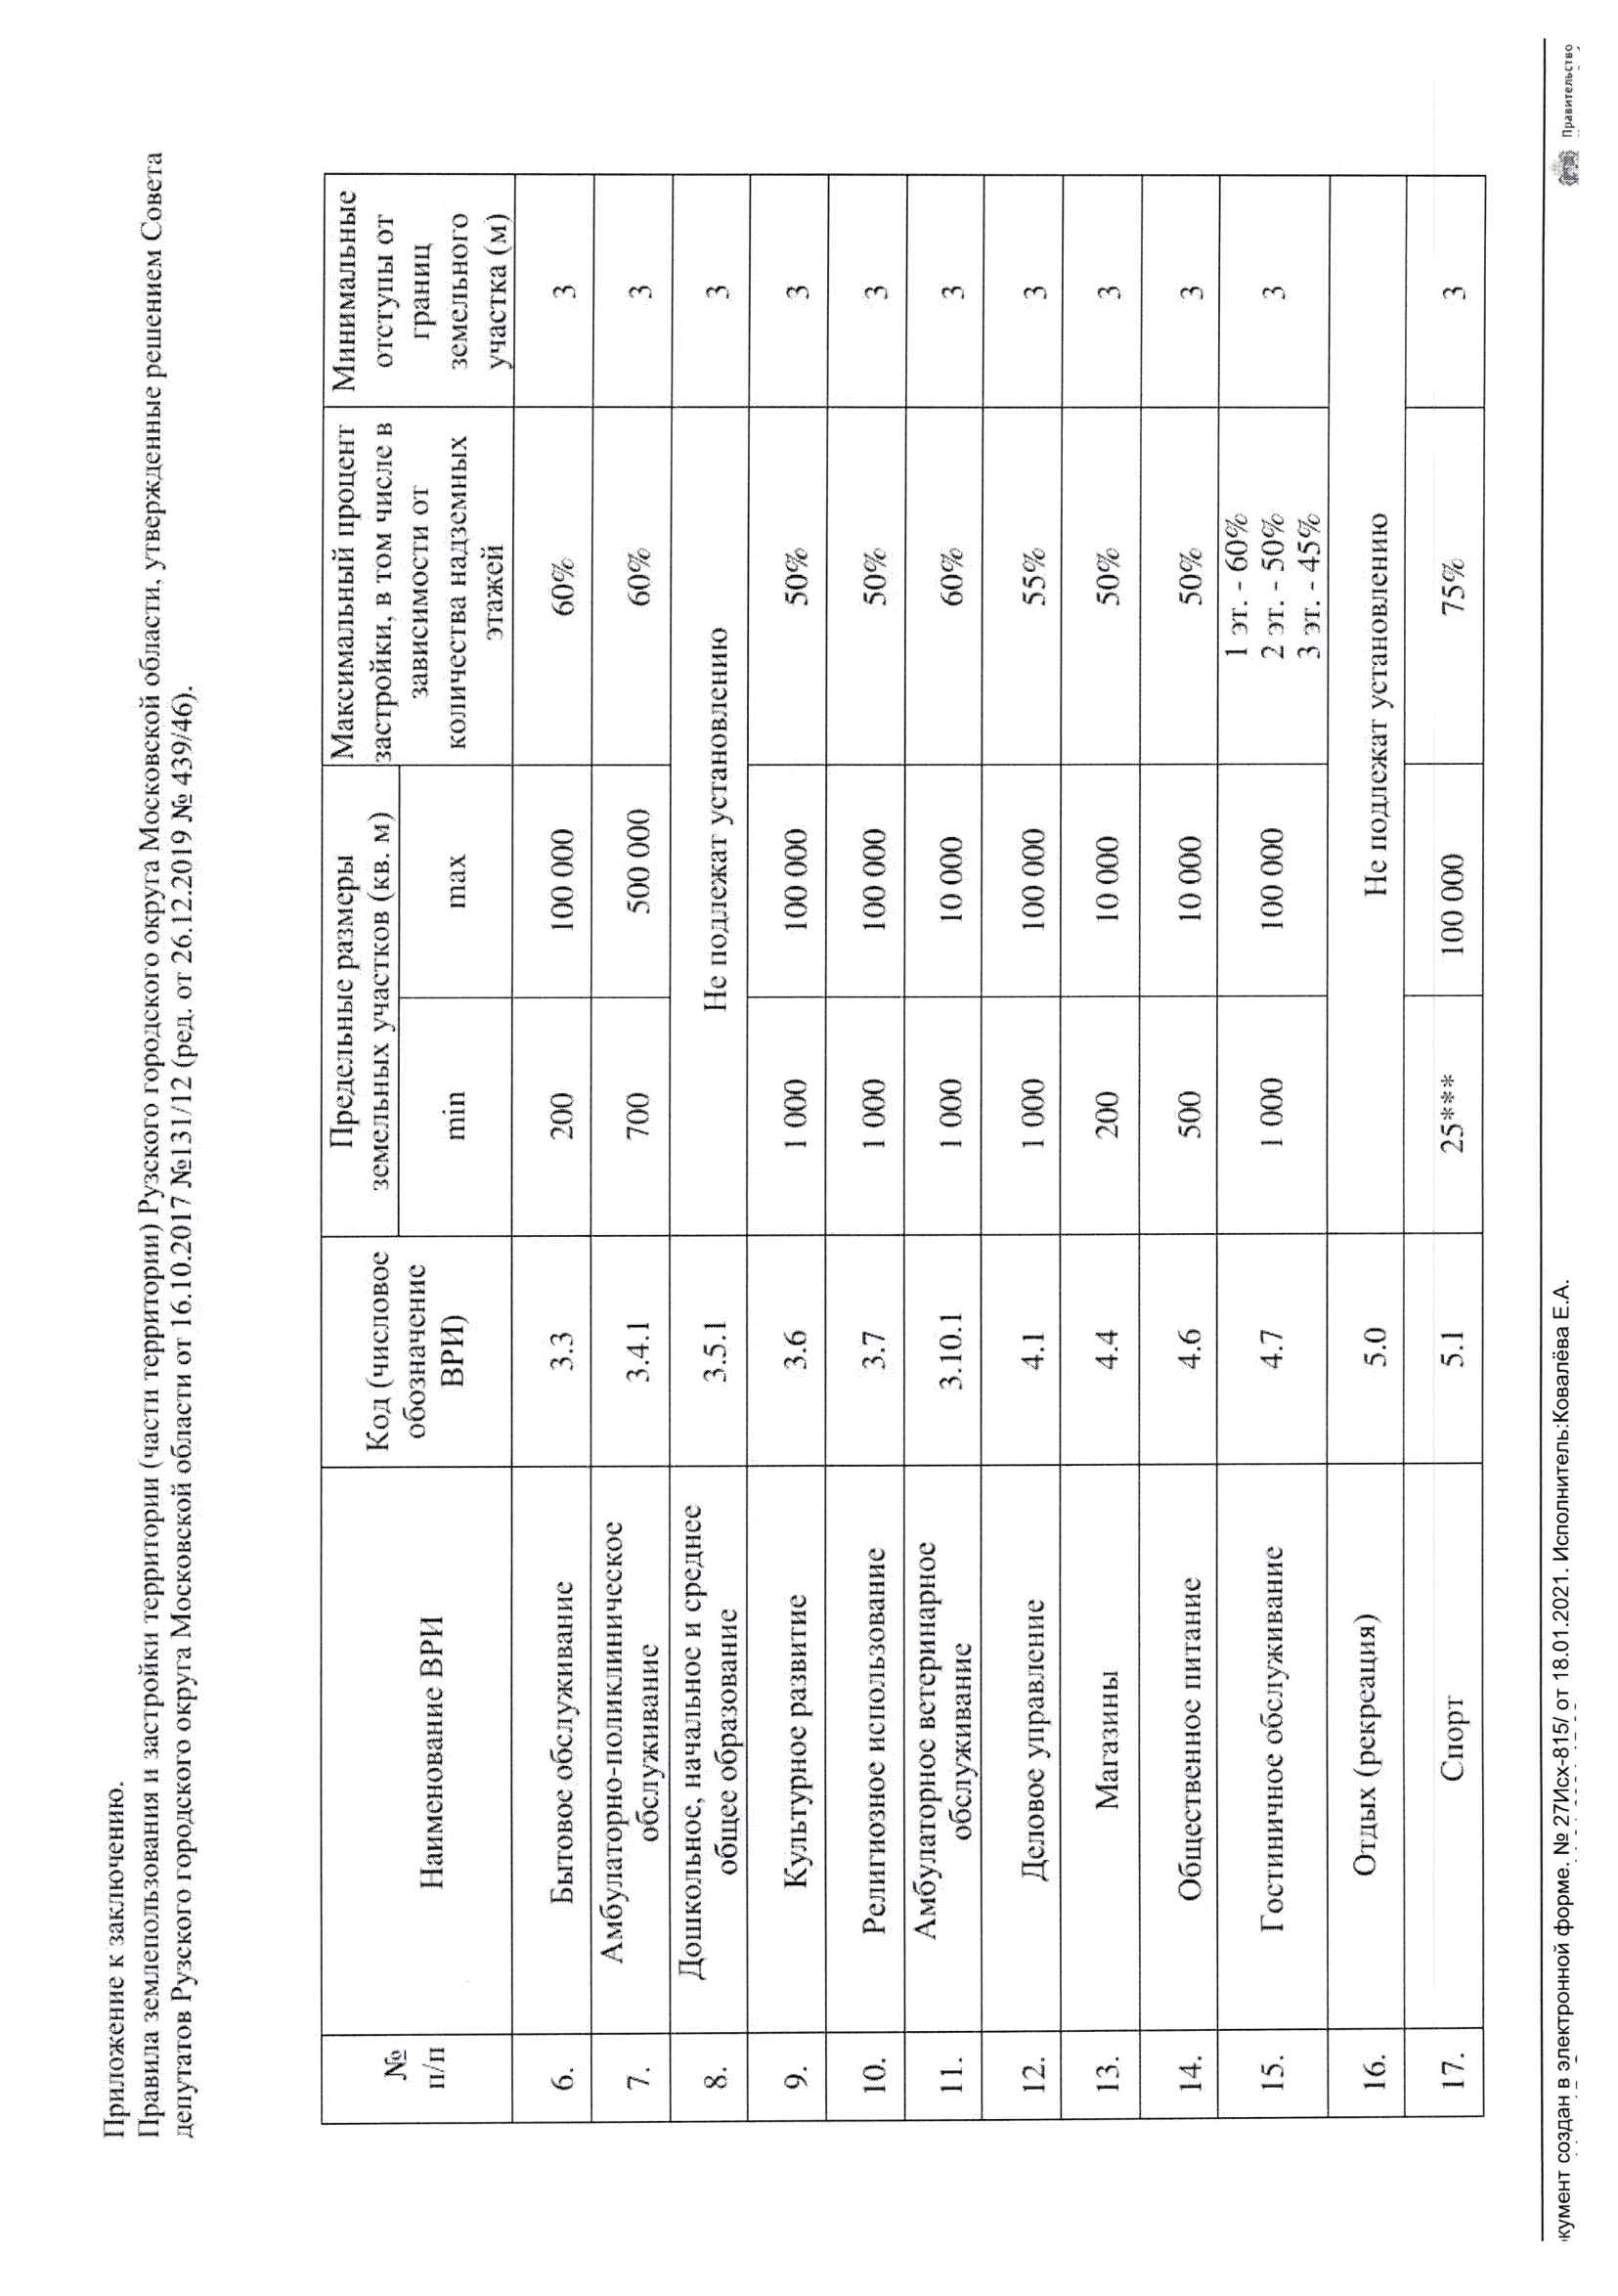 Приложение к заключению.
Правила землепользования и застройки территории (части территории) Рузского городского округа Московской области, утвержденные решением Совета
депутатов Рузского городского округа Московской области от 16.10.2017 №131/12 (ред. от 26.12.2019 № 439/46).
№ п/п Наименование ВРИ Код (числовое обозначение ВРИ) Предельные размеры земельных участков (кв. м) Максимальный процент застройки, в том числе в зависимости от количества надземных этажей Минимальные отступы от границ земельного участка (м)
min max
6. Бытовое обслуживание 3.3 200 100 000 60% 3
7. Амбулаторно-поликлиническое обслуживание 3.4.1 700 500 000 60% 3
8. Дошкольное, начальное и среднее общее образование 3.5.1 Не подлежат установлению 3
9. Культурное развитие 3.6 1 000 100 000 50% 3
10. Религиозное использование 3.7 1 000 100 000 50% 3
11. Амбулаторное ветеринарное обслуживание 3.10.1 1 000 10 000 60% 3
12. Деловое управление 4.1 1 000 100 000 55% 3
13. Магазины 4.4 200 10 000 50% 3
14. Общественное питание 4.6 500 10 000 50% 3
15. Гостиничное обслуживание 4.7 1 000 100 000 1 эт. - 60% 2 эт. - 50% 3 эт. - 45% 3
16. Отдых (рекреация) 5.0 Не подлежат установлению
17. Спорт 5.1 25*** 100 000 75% 3
кумент создан в электронной форме. № 27Исх-815/ от 18.01.2021. Исполнитель:Ковалёва Е.А.
Правительство